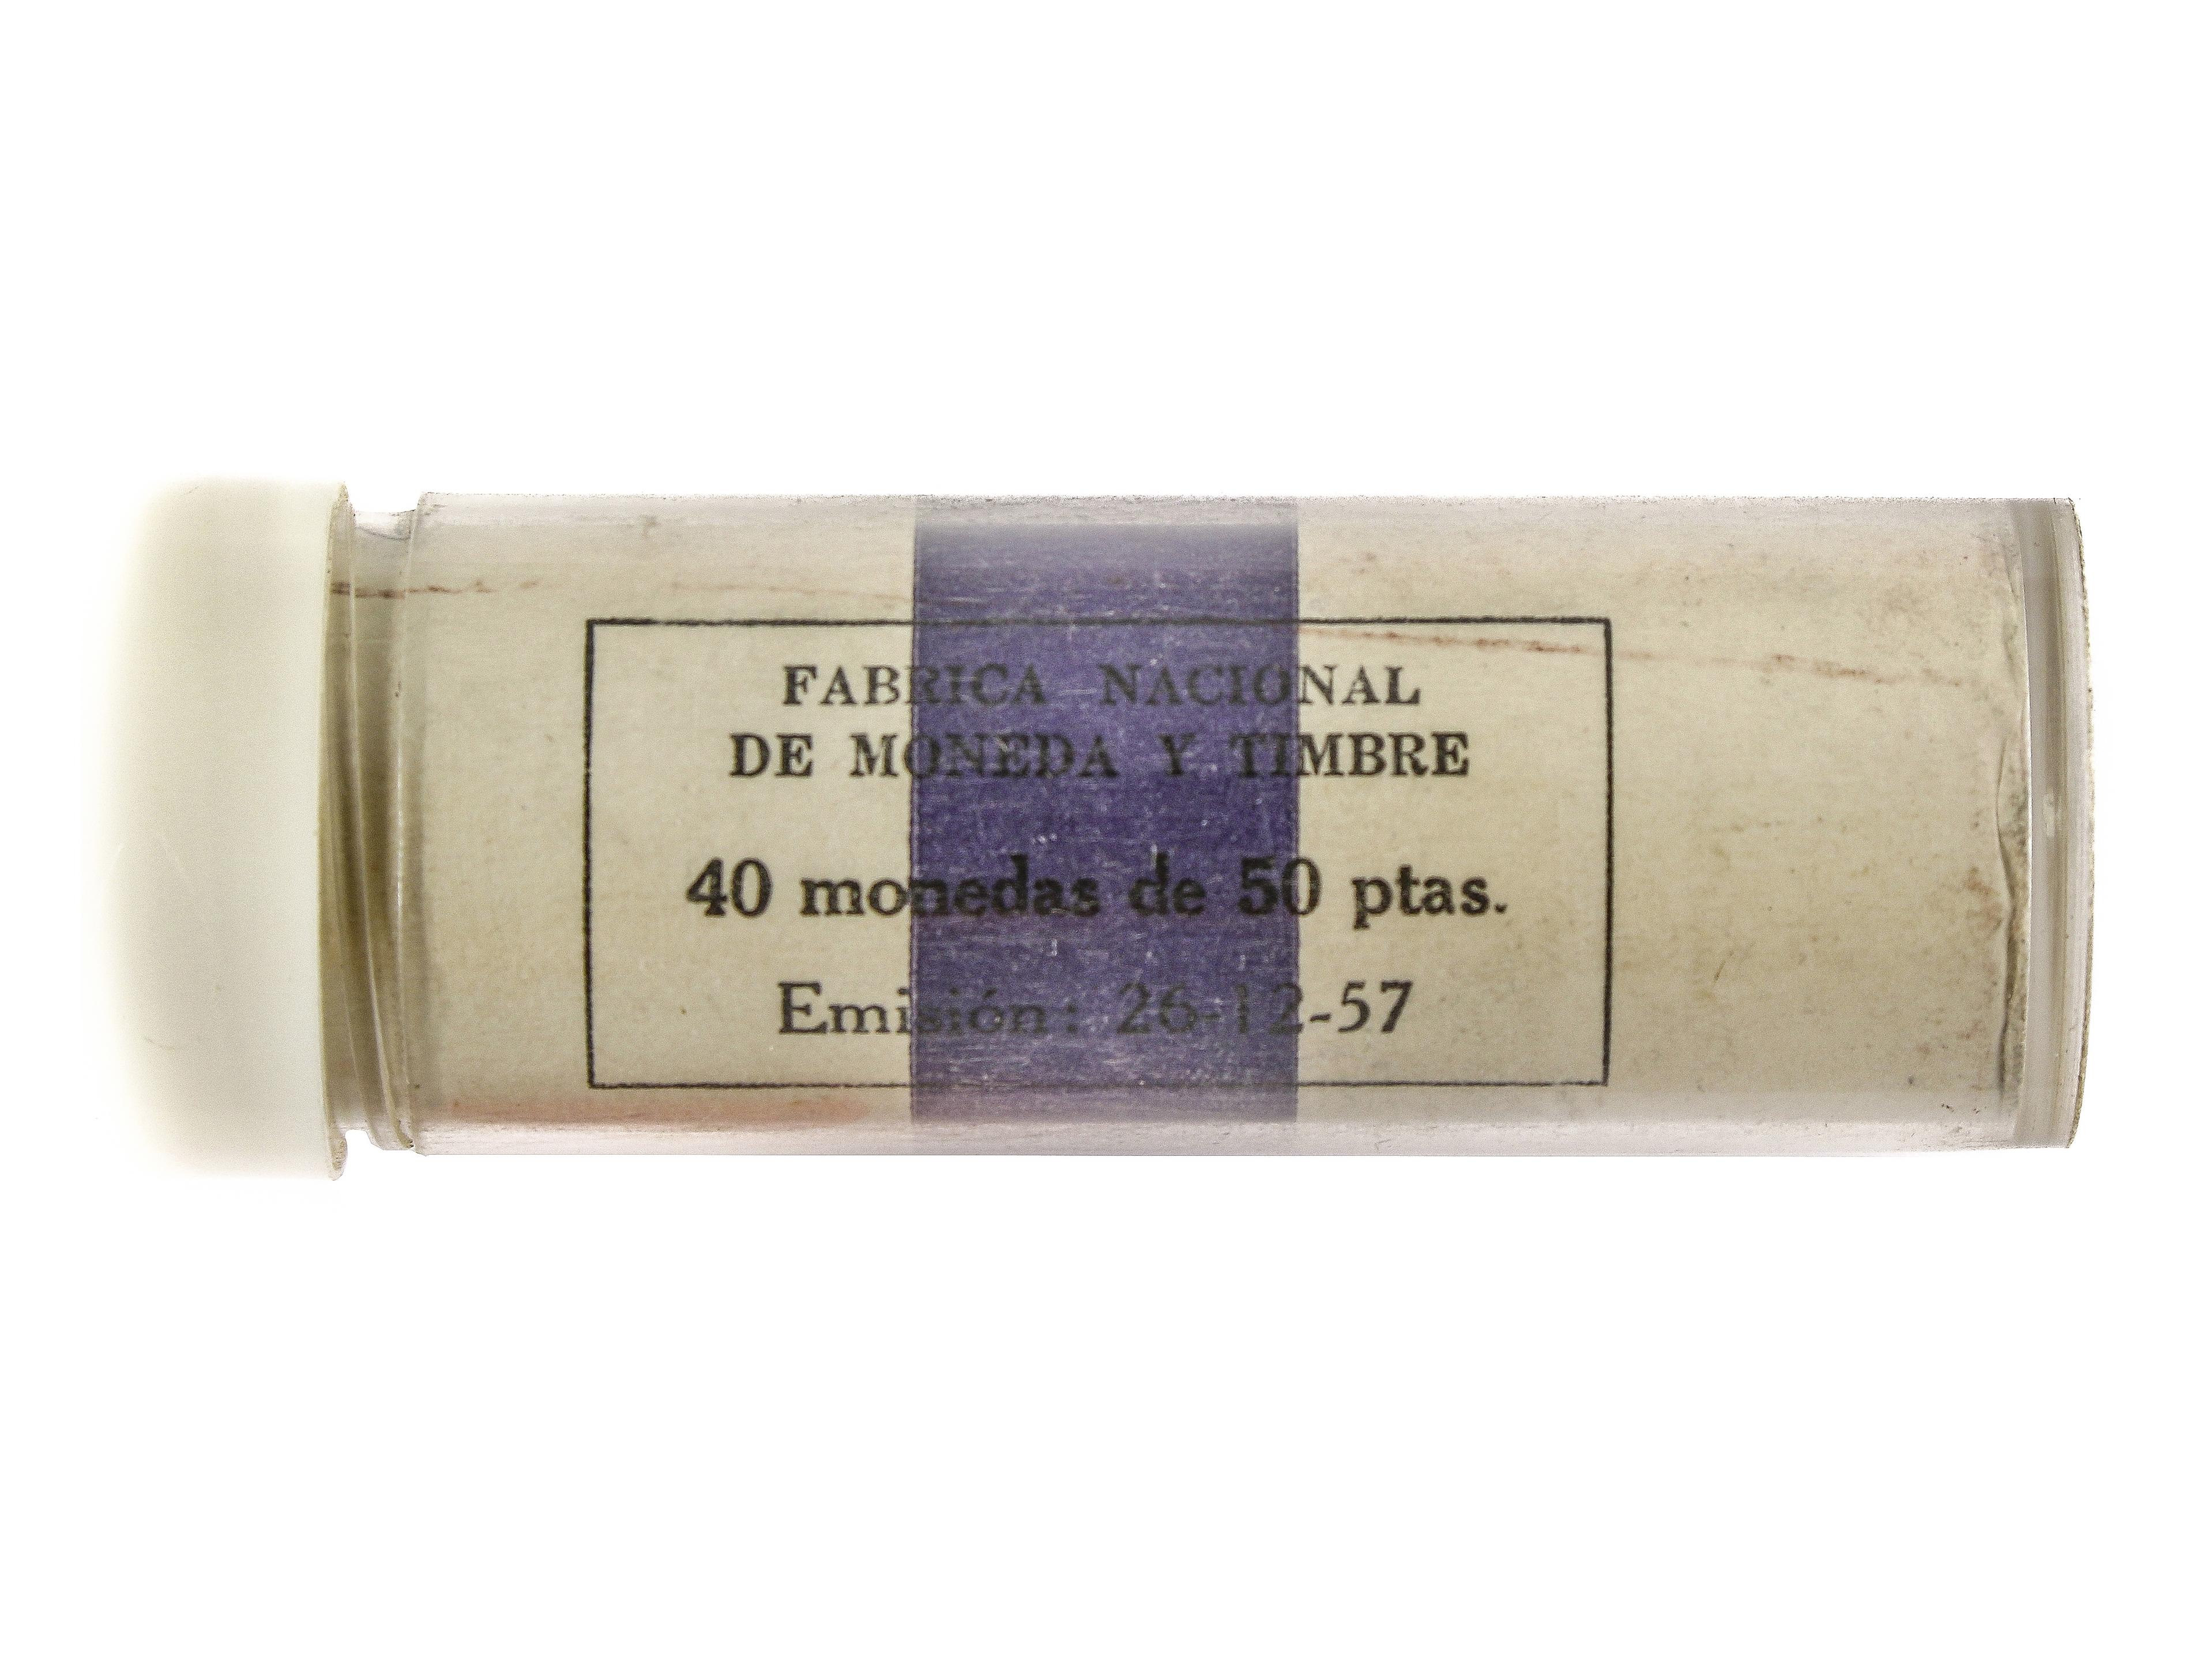 FABRICA NACIONAL
DE MONEDA Y TIMBRE
40 monedas de 50 ptas.
Emisión: 26-12-57